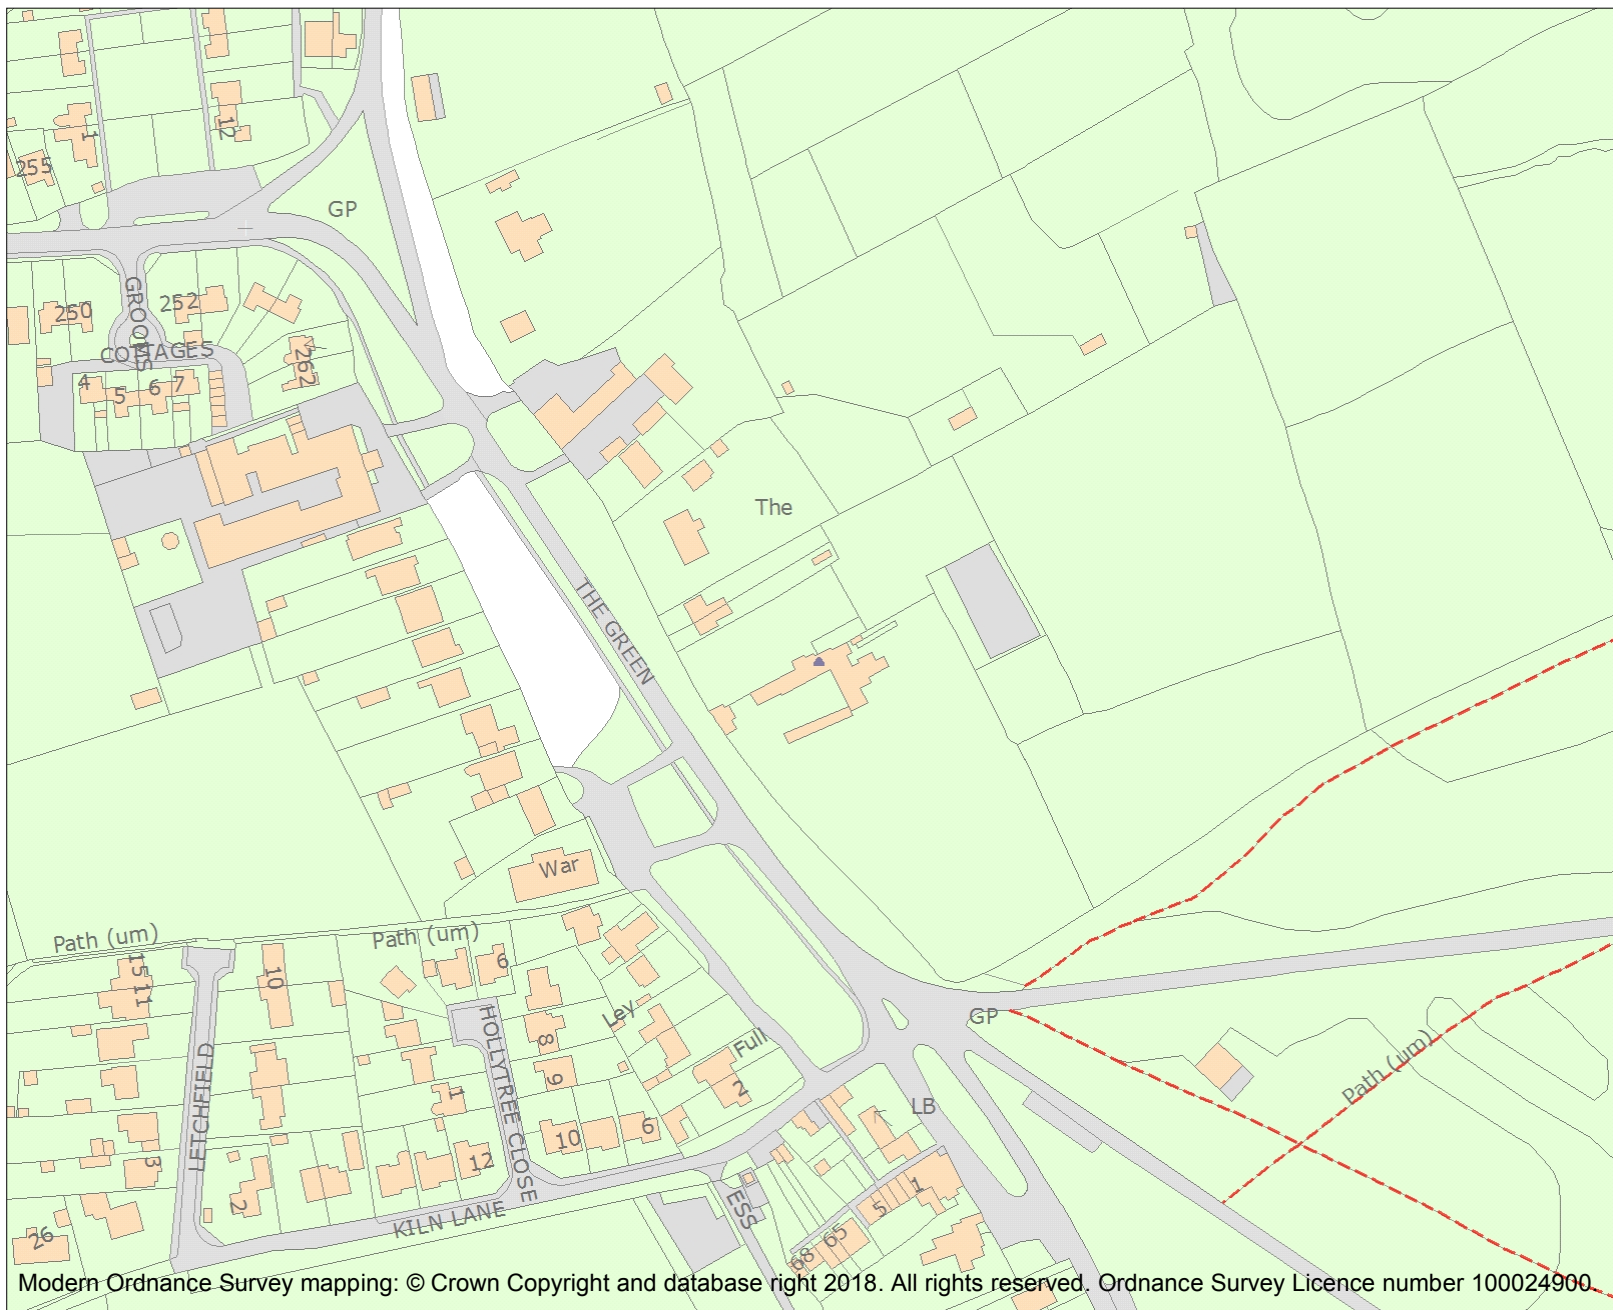 12
1
255
GP
GROOMS
COTTAGES
250
252
262
4
5
6
7
The
THE GREEN
War
Path (um)
Path (um)
15
11
10
6
Ley
Full
8
9
1
2
HOLLYTREE CLOSE
LETCHFIELD
3
2
12
10
6
KILN LANE
26
GP
LB
Path (um)
ESS
1
5
65
68
Modern Ordnance Survey mapping: © Crown Copyright and database right 2018. All rights reserved. Ordnance Survey Licence number 100024900.